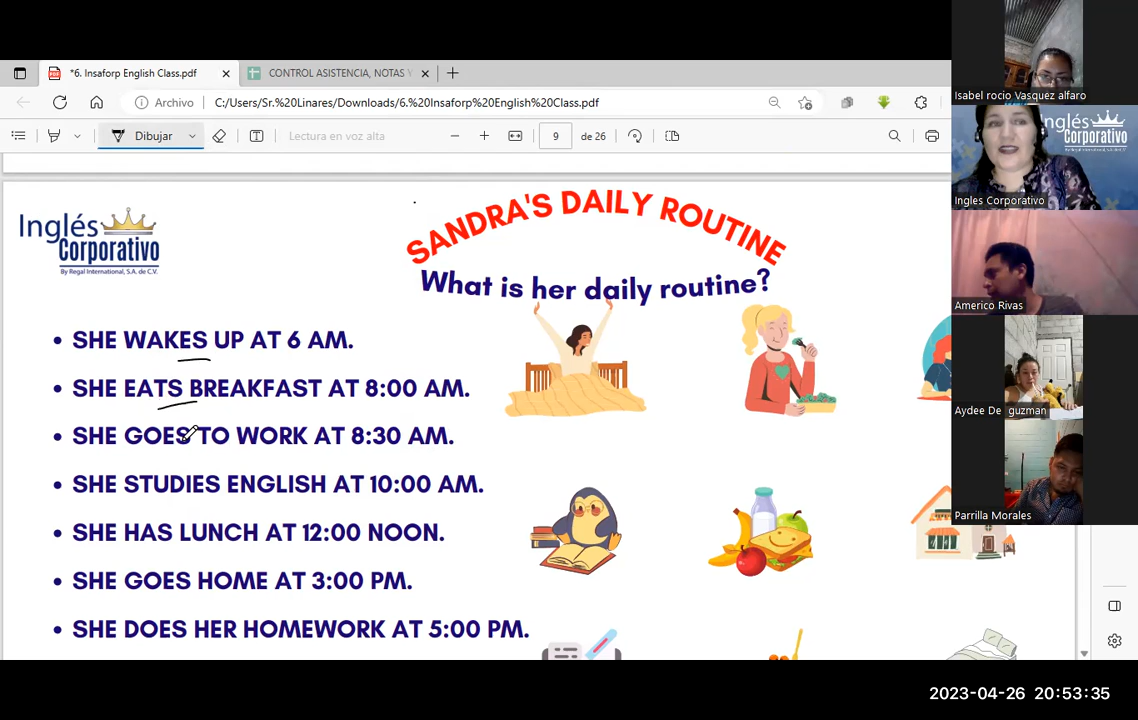 *6. Insaforp English Class.pdf
CONTROL ASISTENCIA, NOTAS Y
Archivo
C:/Users/Sr.%20Linares/Downloads/6.%20Insaforp%20English%20Class.pdf
Dibujar
Lectura en voz alta
9
de 26
Inglés
Corporativo
By Regal International, S.A. de C.V.
SANDRA'S DAILY ROUTINE
What is her daily routine?
• SHE WAKES UP AT 6 AM.
• SHE EATS BREAKFAST AT 8:00 AM.
• SHE GOES TO WORK AT 8:30 AM.
• SHE STUDIES ENGLISH AT 10:00 AM.
• SHE HAS LUNCH AT 12:00 NOON.
• SHE GOES HOME AT 3:00 PM.
• SHE DOES HER HOMEWORK AT 5:00 PM.
Isabel rocio Vasquez alfaro
Inglés
Corporativo
Ingles Corporativo
Americo Rivas
Aydee De guzman
Parrilla Morales
2023-04-26 20:53:35